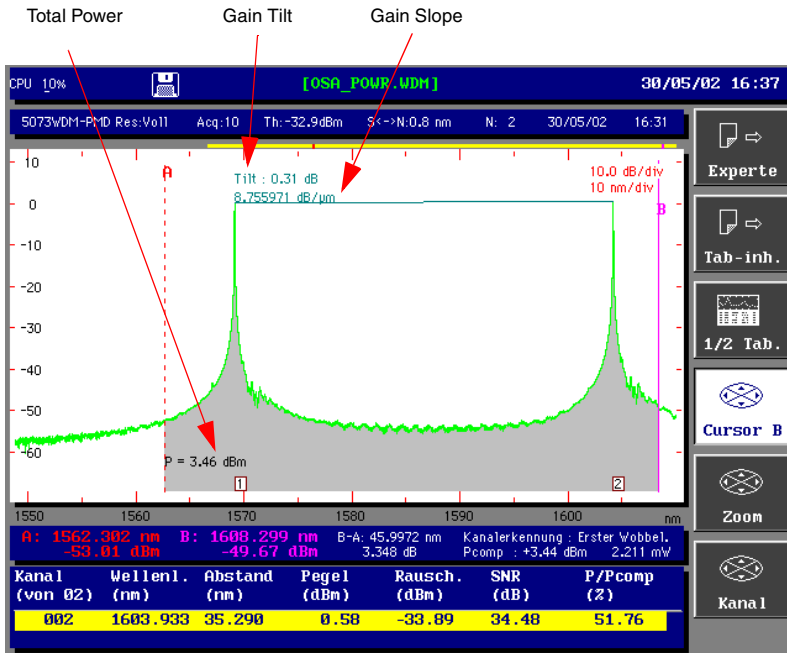 Total Power Gain Tilt Gain Slope
CPU 10% [OSA_POWR.WDM] 30/05/02 16:37
5073WDM-PMD Res:Voll Acq:10 Th:-32.9dBm S<->N:0.8 nm N: 2 30/05/02 16:31
10
A
Tilt : 0.31 dB
8.755971 dB/µm
10.0 dB/div
10 nm/div
B
0
-10
-20
-30
-40
-50
-60
P = 3.46 dBm
1 2
1550 1560 1570 1580 1590 1600 nm
A: 1562.302 nm B: 1608.299 nm B-A: 45.9972 nm Kanalerkennung : Erster Wobbel.
-53.01 dBm -49.67 dBm 3.348 dB Pcomp : +3.44 dBm 2.211 mW
Kanal Wellenl. Abstand Pegel Rausch. SNR P/Pcomp
(von 02) (nm) (nm) (dBm) (dBm) (dB) (%)
002 1603.933 35.290 0.58 -33.89 34.48 51.76
Experte
Tab-inh.
1/2 Tab.
Cursor B
Zoom
Kanal